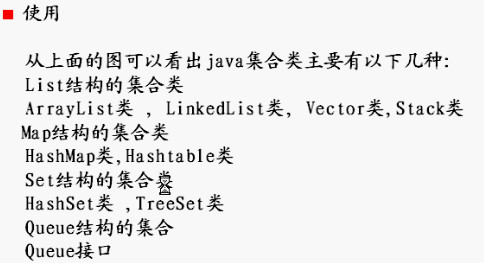 使用
从上面的图可以看出java集合类主要有以下几种:
List结构的集合类
ArrayList类 , LinkedList类, Vector类,Stack类
Map结构的集合类
HashMap类,Hashtable类
Set结构的集合类
HashSet类 ,TreeSet类
Queue结构的集合
Queue接口